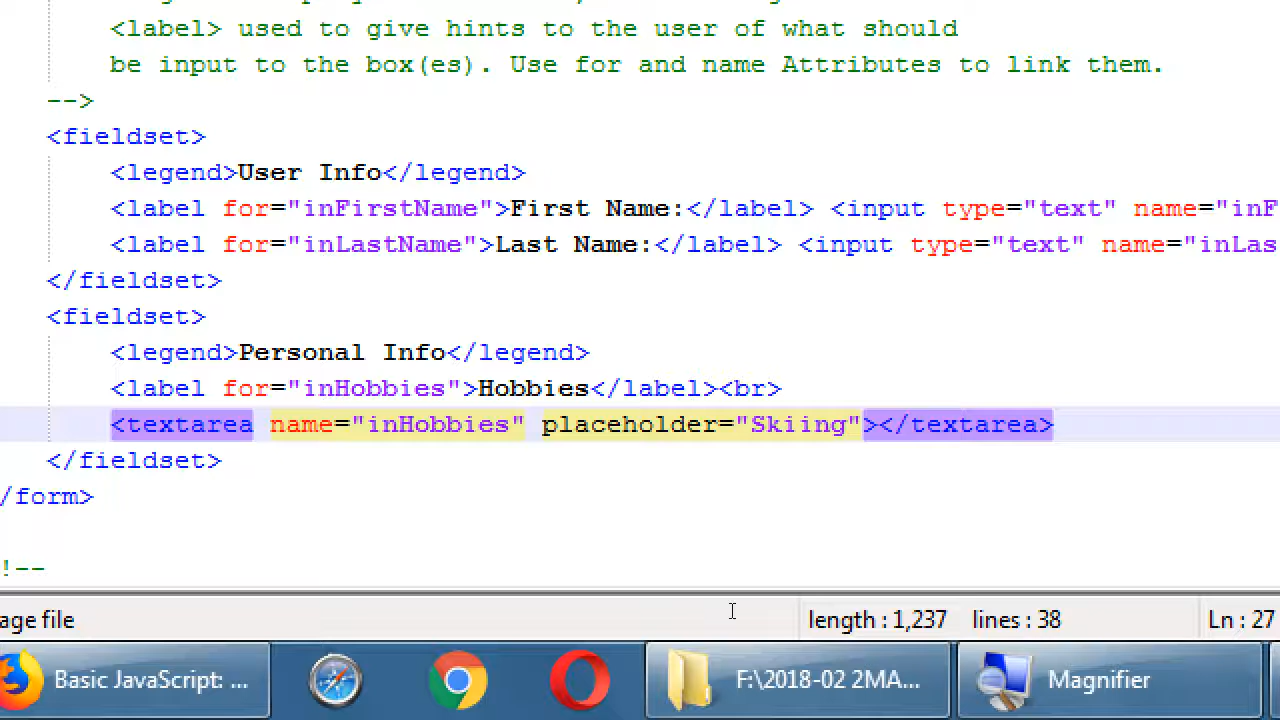 <label> used to give hints to the user of what should
be input to the box(es). Use for and name Attributes to link them.
-->
<fieldset>
<legend>User Info</legend>
<label for="inFirstName">First Name:</label> <input type="text" name="inF
<label for="inLastName">Last Name:</label> <input type="text" name="inLas
</fieldset>
<fieldset>
<legend>Personal Info</legend>
<label for="inHobbies">Hobbies</label><br>
<textarea name="inHobbies" placeholder="Skiing"></textarea>
</fieldset>
/form>
!--
age file length : 1,237 lines : 38 Ln : 27
Basic JavaScript: ... F:\2018-02 2MA... Magnifier